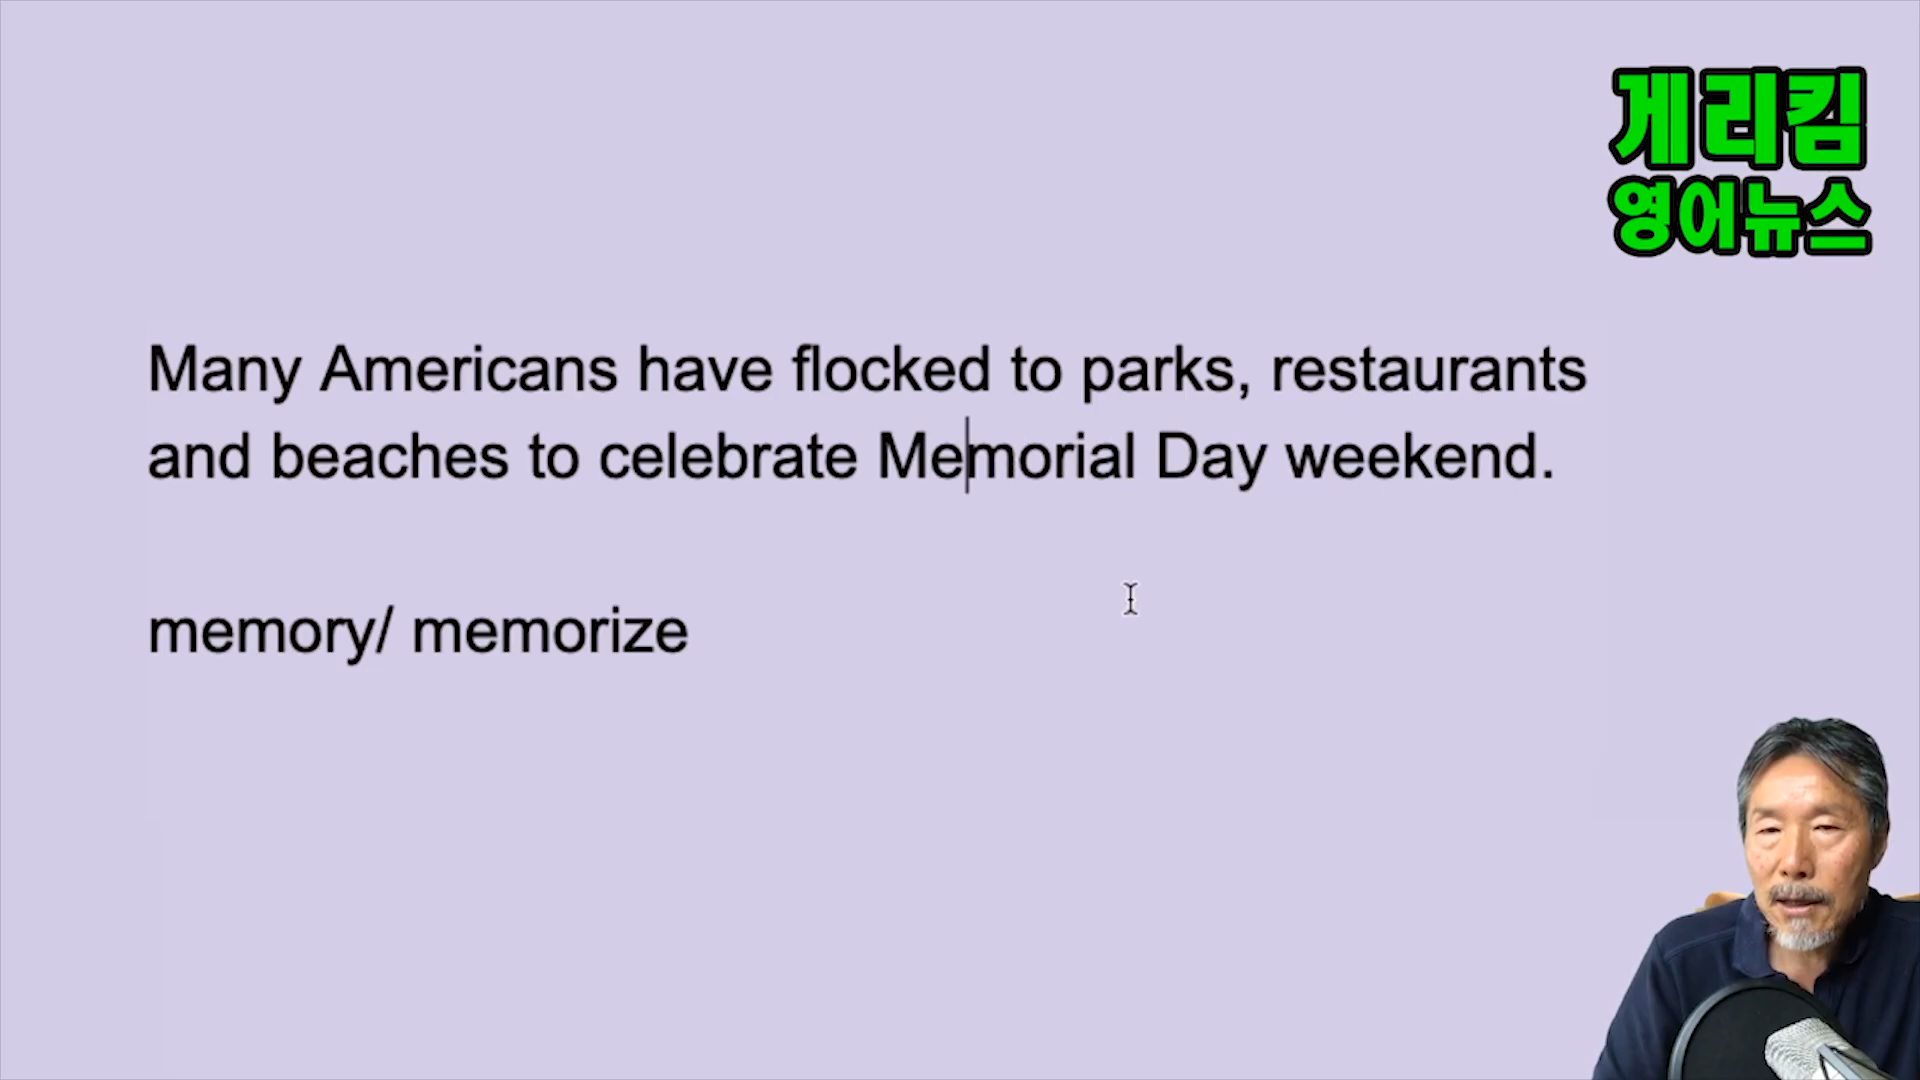 게리킴
영어뉴스
Many Americans have flocked to parks, restaurants
and beaches to celebrate Memorial Day weekend.
memory/ memorize